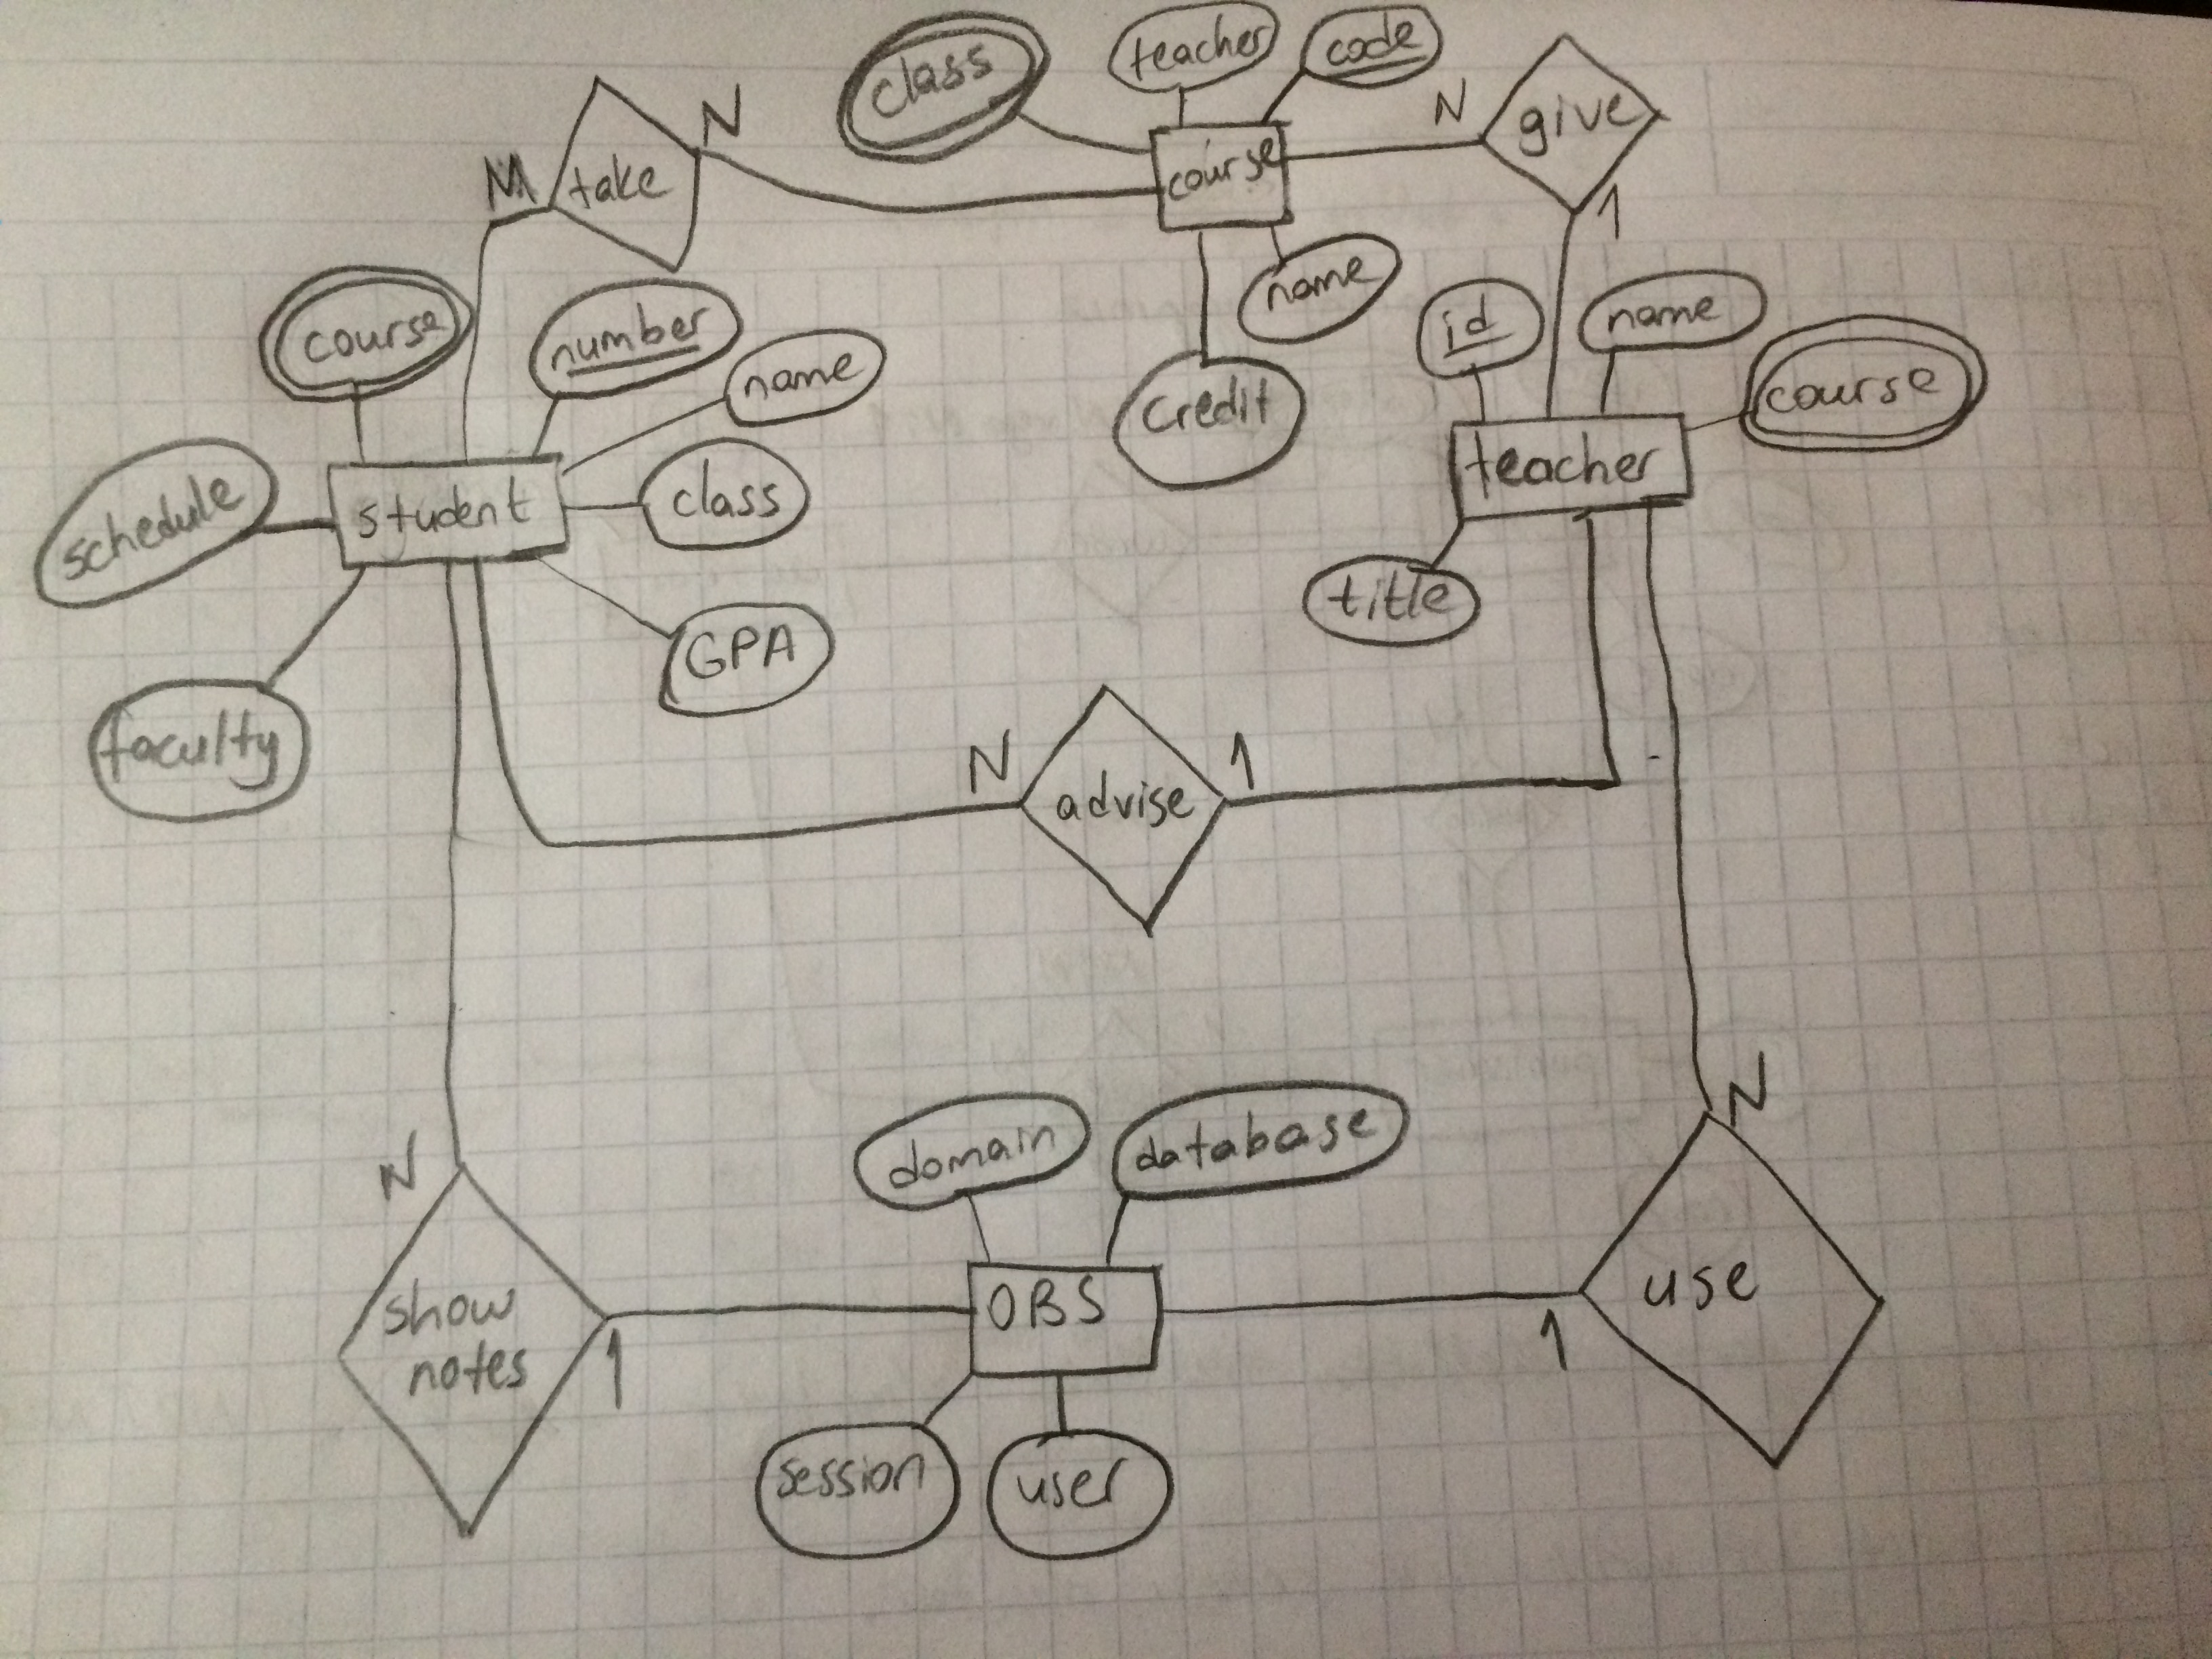 class
teacher
code
N
give
N
M
take
course
1
name
course
number
name
id
name
course
credit
teacher
class
schedule
student
title
GPA
faculty
N
1
advise
N
domain
database
N
OBS
use
show
notes
1
1
session
user